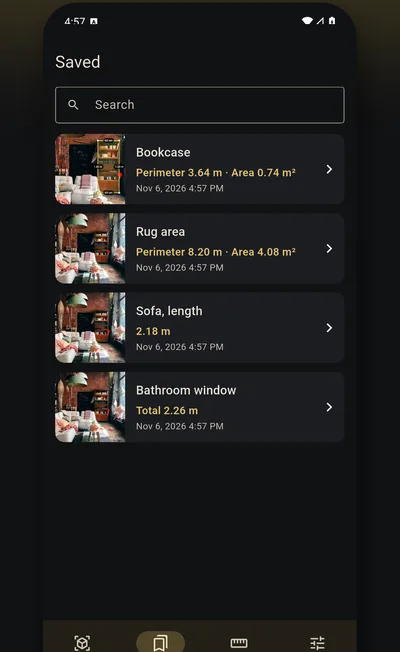 4:57
Saved
Search
Bookcase
Perimeter 3.64 m · Area 0.74 m²
Nov 6, 2026 4:57 PM
Rug area
Perimeter 8.20 m · Area 4.08 m²
Nov 6, 2026 4:57 PM
Sofa, length
2.18 m
Nov 6, 2026 4:57 PM
Bathroom window
Total 2.26 m
Nov 6, 2026 4:57 PM